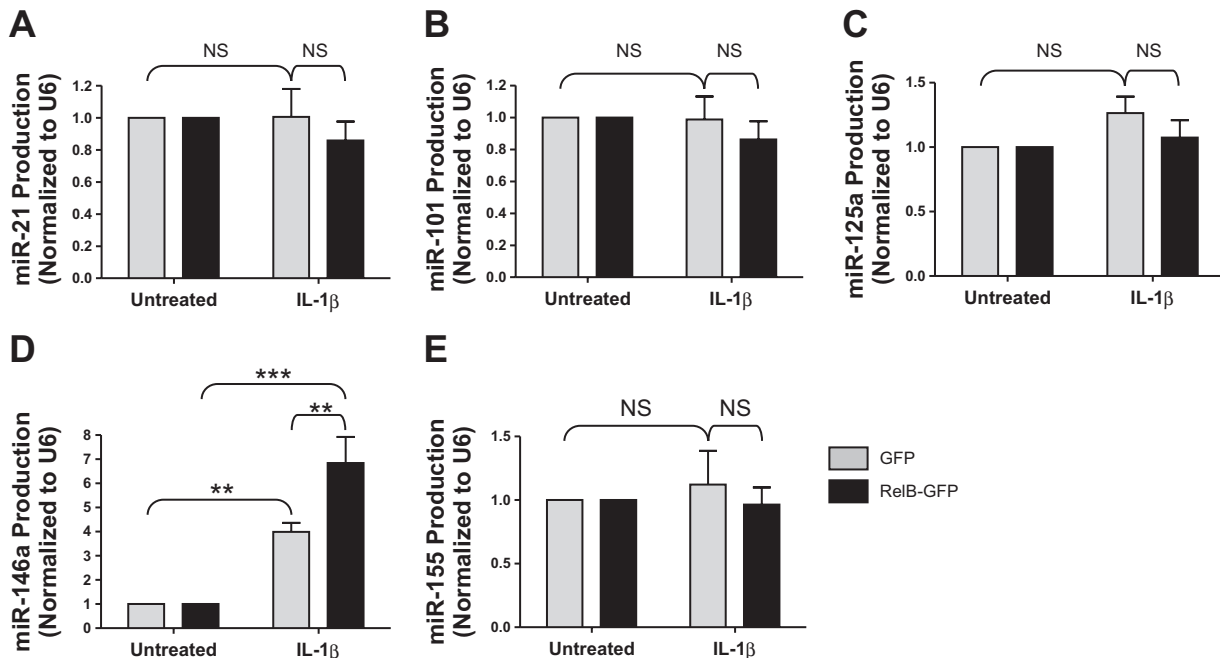 A
NS
NS
miR-21 Production
(Normalized to U6)
1.2
1.0
0.8
0.6
0.4
0.2
0.0
Untreated
IL-1β
B
NS
NS
miR-101 Production
(Normalized to U6)
1.2
1.0
0.8
0.6
0.4
0.2
0.0
Untreated
IL-1β
C
NS
NS
miR-125a Production
(Normalized to U6)
1.5
1.0
0.5
0.0
Untreated
IL-1β
D
***
**
**
miR-146a Production
(Normalized to U6)
8
7
6
5
4
3
2
1
0
Untreated
IL-1β
E
NS
NS
miR-155 Production
(Normalized to U6)
1.5
1.0
0.5
0.0
Untreated
IL-1β
GFP
RelB-GFP